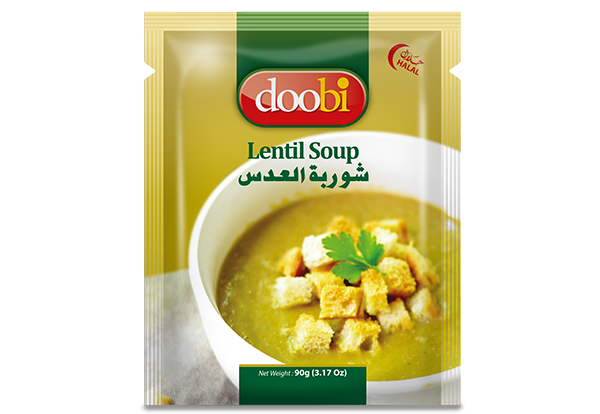 حلال
HALAL
doobi
Lentil Soup
شوربة العدس
Net Weight : 90g (3.17 Oz)